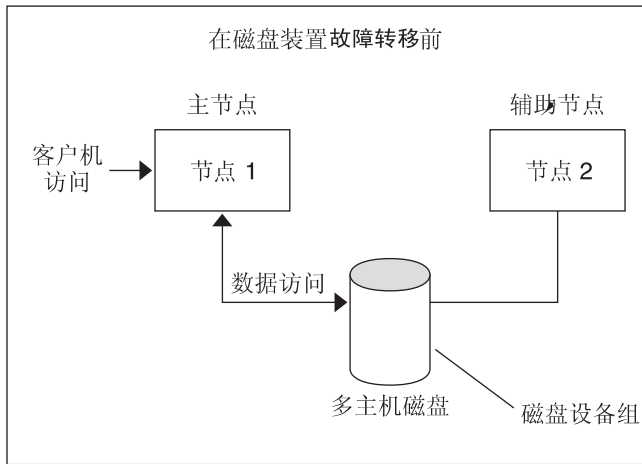 在磁盘装置故障转移前
主节点
辅助节点
客户机
访问
节点 1
节点 2
数据访问
多主机磁盘
磁盘设备组